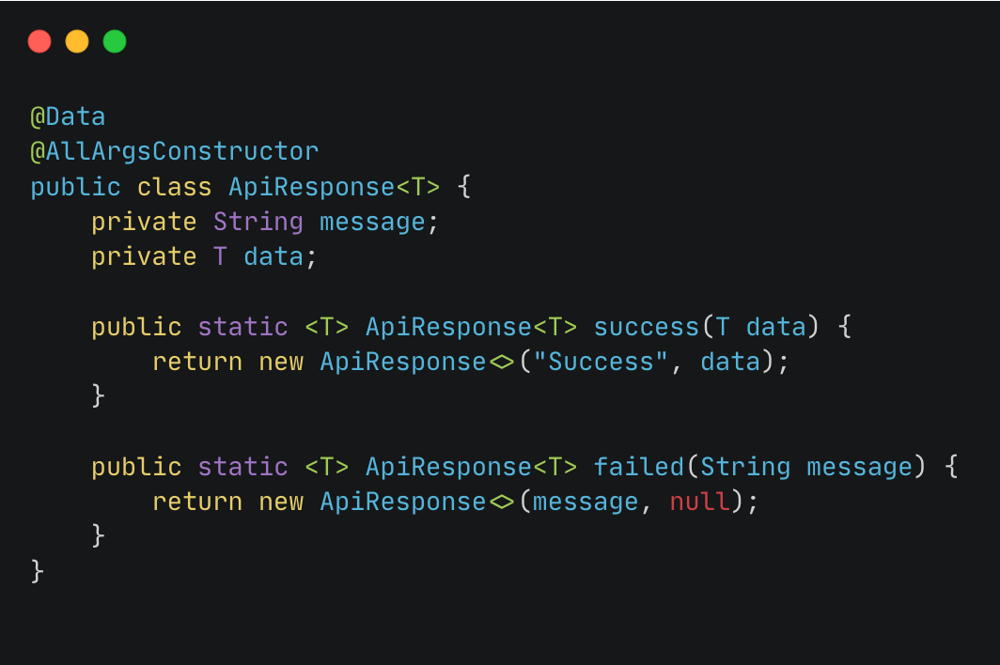 @Data
@AllArgsConstructor
public class ApiResponse<T> {
    private String message;
    private T data;

    public static <T> ApiResponse<T> success(T data) {
        return new ApiResponse<>("Success", data);
    }

    public static <T> ApiResponse<T> failed(String message) {
        return new ApiResponse<>(message, null);
    }
}